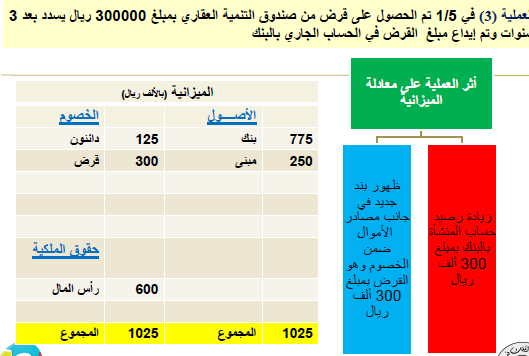 عملية (3) في 1/5 تم الحصول على قرض من صندوق التنمية العقاري بمبلغ 300000 ريال يسدد بعد 3
سنوات وتم إيداع مبلغ القرض في الحساب الجاري بالبنك
أثر العملية على معادلة
الميزانية
زيادة رصيد
حساب المنشأة
بالبنك بمبلغ
300 ألف
ريال
ظهور بند
جديد في
جانب مصادر
الأموال
ضمن
الخصوم وهو
القرض بمبلغ
300 ألف
ريال
الميزانية (بالألف ريال)
الأصـــول الخصوم
775 بنك 125 دائنون
250 مبنى 300 قرض
حقوق الملكية
600 رأس المال
1025 المجموع 1025 المجموع